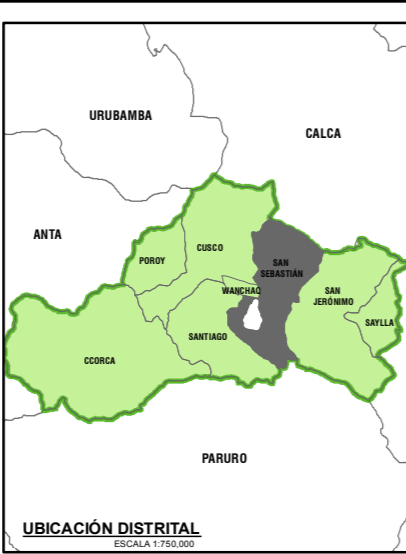 URUBAMBA
CALCA
ANTA
CUSCO
POROY
SAN
SEBASTIÁN
WANCHAQ
SAN
JERÓNIMO
SAYLLA
SANTIAGO
CCORCA
PARURO
UBICACIÓN DISTRITAL
ESCALA 1:750,000